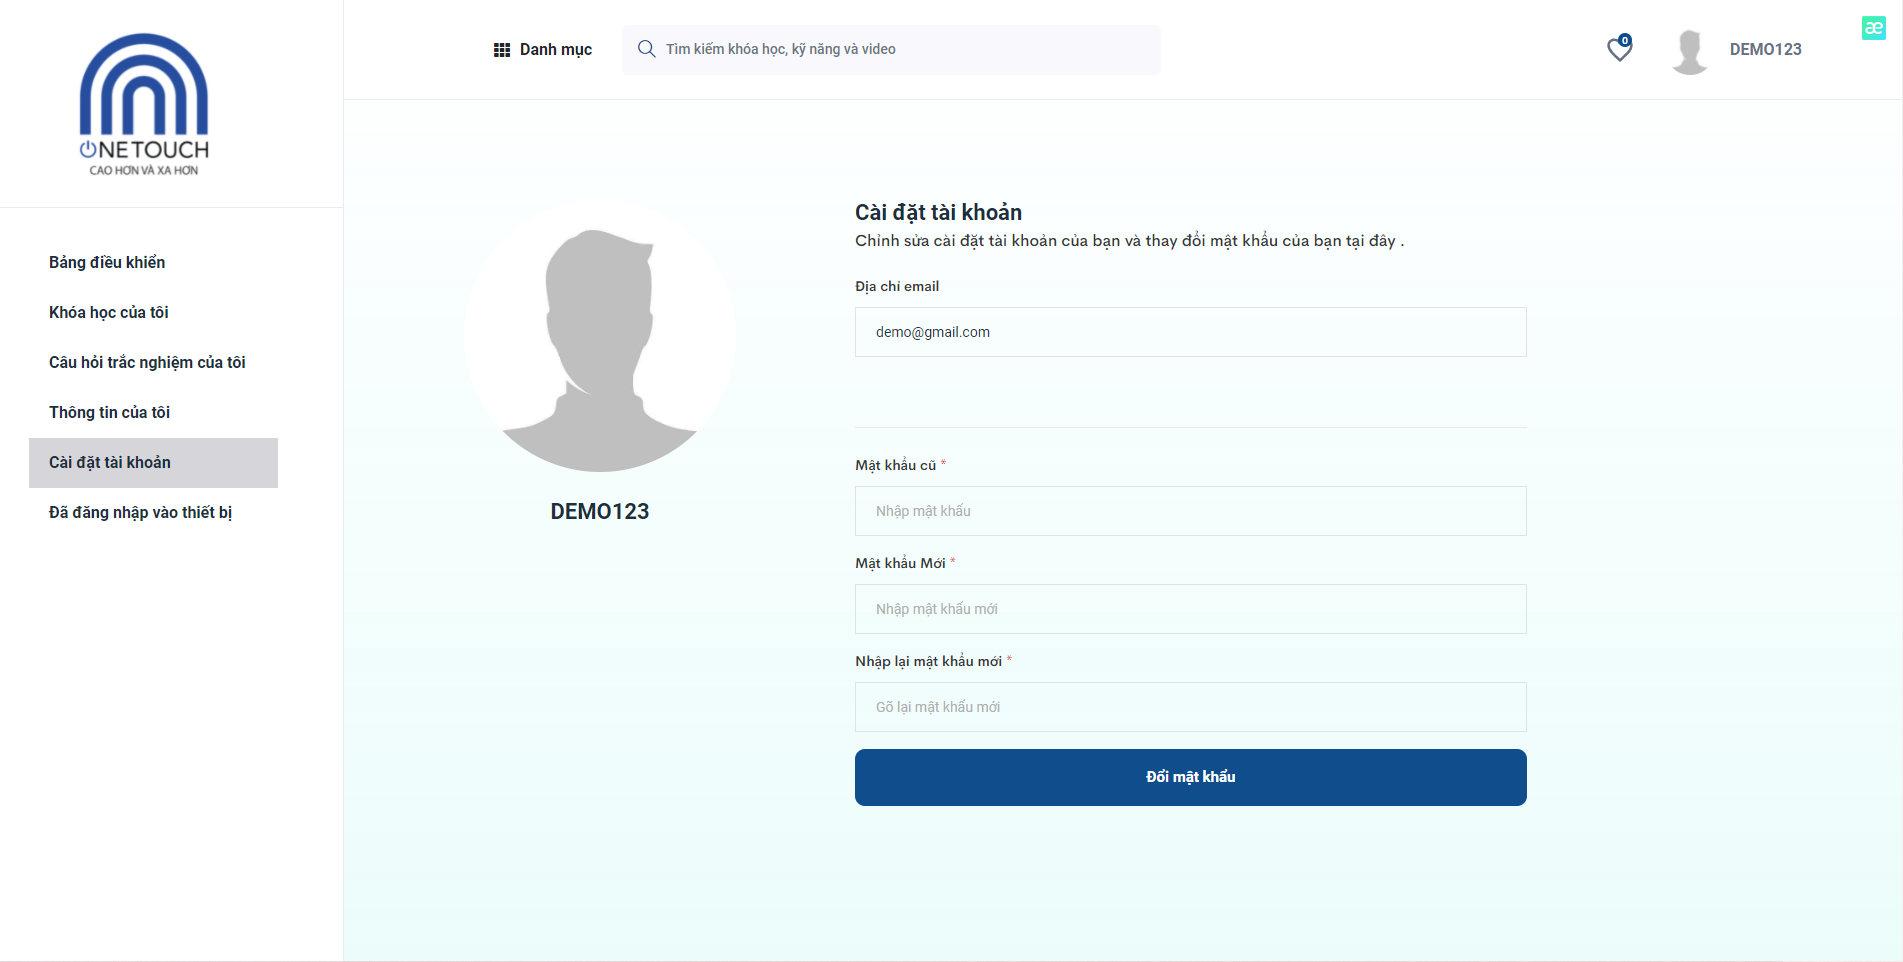 ONETOUCH
CAO HƠN VÀ XA HƠN
Danh mục
Tìm kiếm khóa học, kỹ năng và video
0
DEMO123
æ
Bảng điều khiển
Khóa học của tôi
Câu hỏi trắc nghiệm của tôi
Thông tin của tôi
Cài đặt tài khoản
Đã đăng nhập vào thiết bị
DEMO123
Cài đặt tài khoản
Chỉnh sửa cài đặt tài khoản của bạn và thay đổi mật khẩu của bạn tại đây .
Địa chỉ email
demo@gmail.com
Mật khẩu cũ *
Nhập mật khẩu
Mật khẩu Mới *
Nhập mật khẩu mới
Nhập lại mật khẩu mới *
Gõ lại mật khẩu mới
Đổi mật khẩu